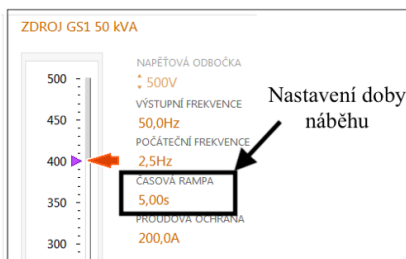 ZDROJ GS1 50 kVA
NAPĚŤOVÁ ODBOČKA
500V
VÝSTUPNÍ FREKVENCE
50,0Hz
POČÁTEČNÍ FREKVENCE
2,5Hz
ČASOVÁ RAMPA
5,00s
PROUDOVÁ OCHRANA
200,0A
500
450
400
350
300
Nastavení doby
náběhu